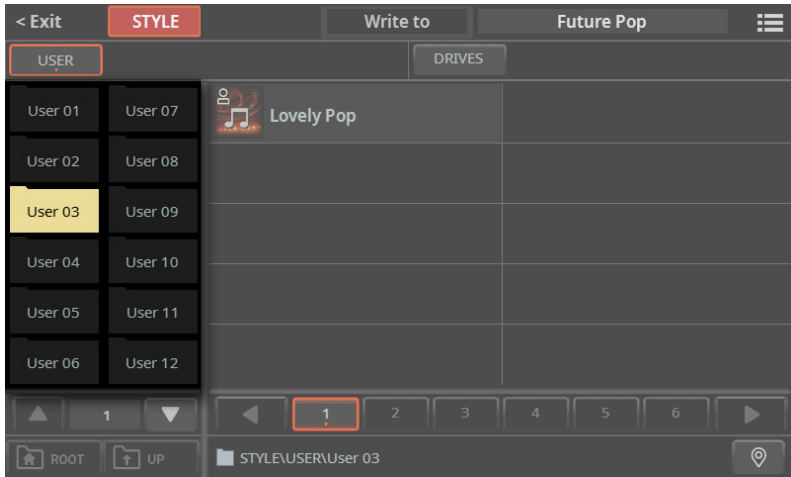 < Exit STYLE Write to Future Pop
USER DRIVES
User 01 User 07 Lovely Pop
User 02 User 08
User 03 User 09
User 04 User 10
User 05 User 11
User 06 User 12
1 1 2 3 4 5 6
ROOT UP STYLE\USER\User 03